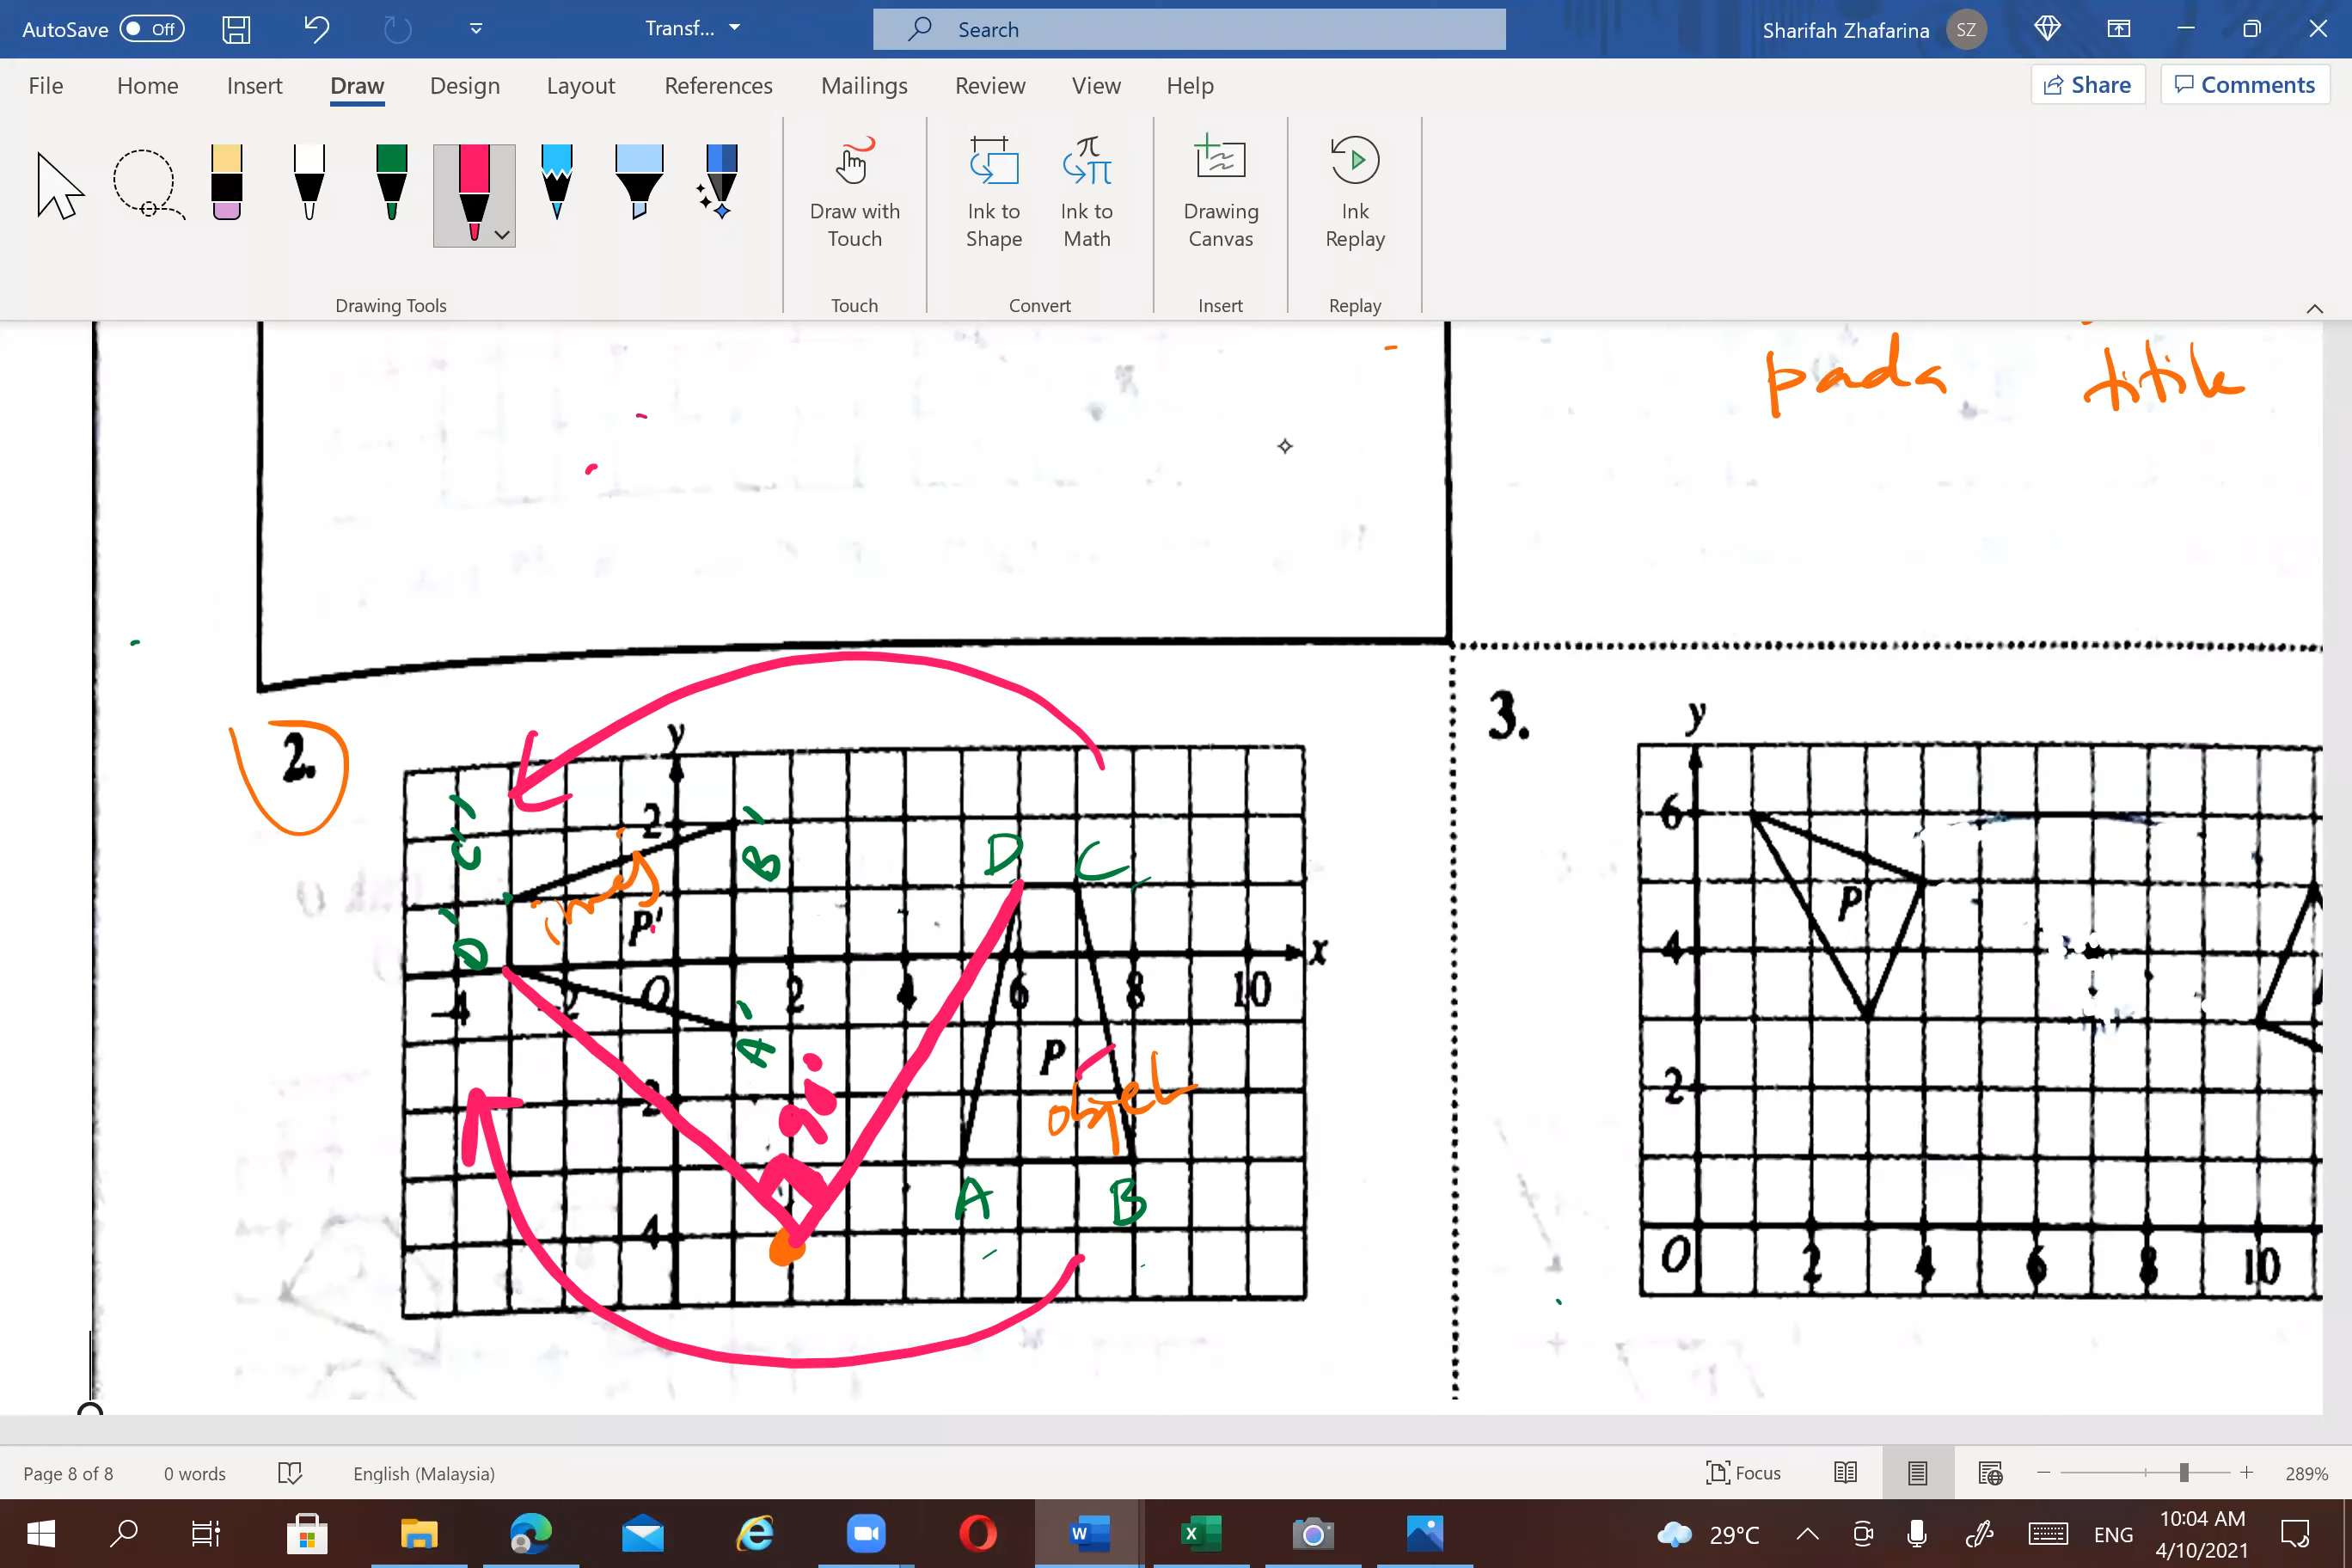 AutoSave Off Transf... Search Sharifah Zhafarina SZ
File Home Insert Draw Design Layout References Mailings Review View Help Share Comments
Draw with Touch
Ink to Shape
Ink to Math
Drawing Canvas
Ink Replay
Drawing Tools Touch Convert Insert Replay
pada titik
2.
y
2
C'
B'
D C
imej
P'
D'
x
-4 -2 O 2 4 6 8 10
A'
P
objek
2
A B
4
3.
y
6
P
4
2
O 2 4 6 8 10
Page 8 of 8 0 words English (Malaysia) Focus 289%
29°C ENG 10:04 AM
4/10/2021